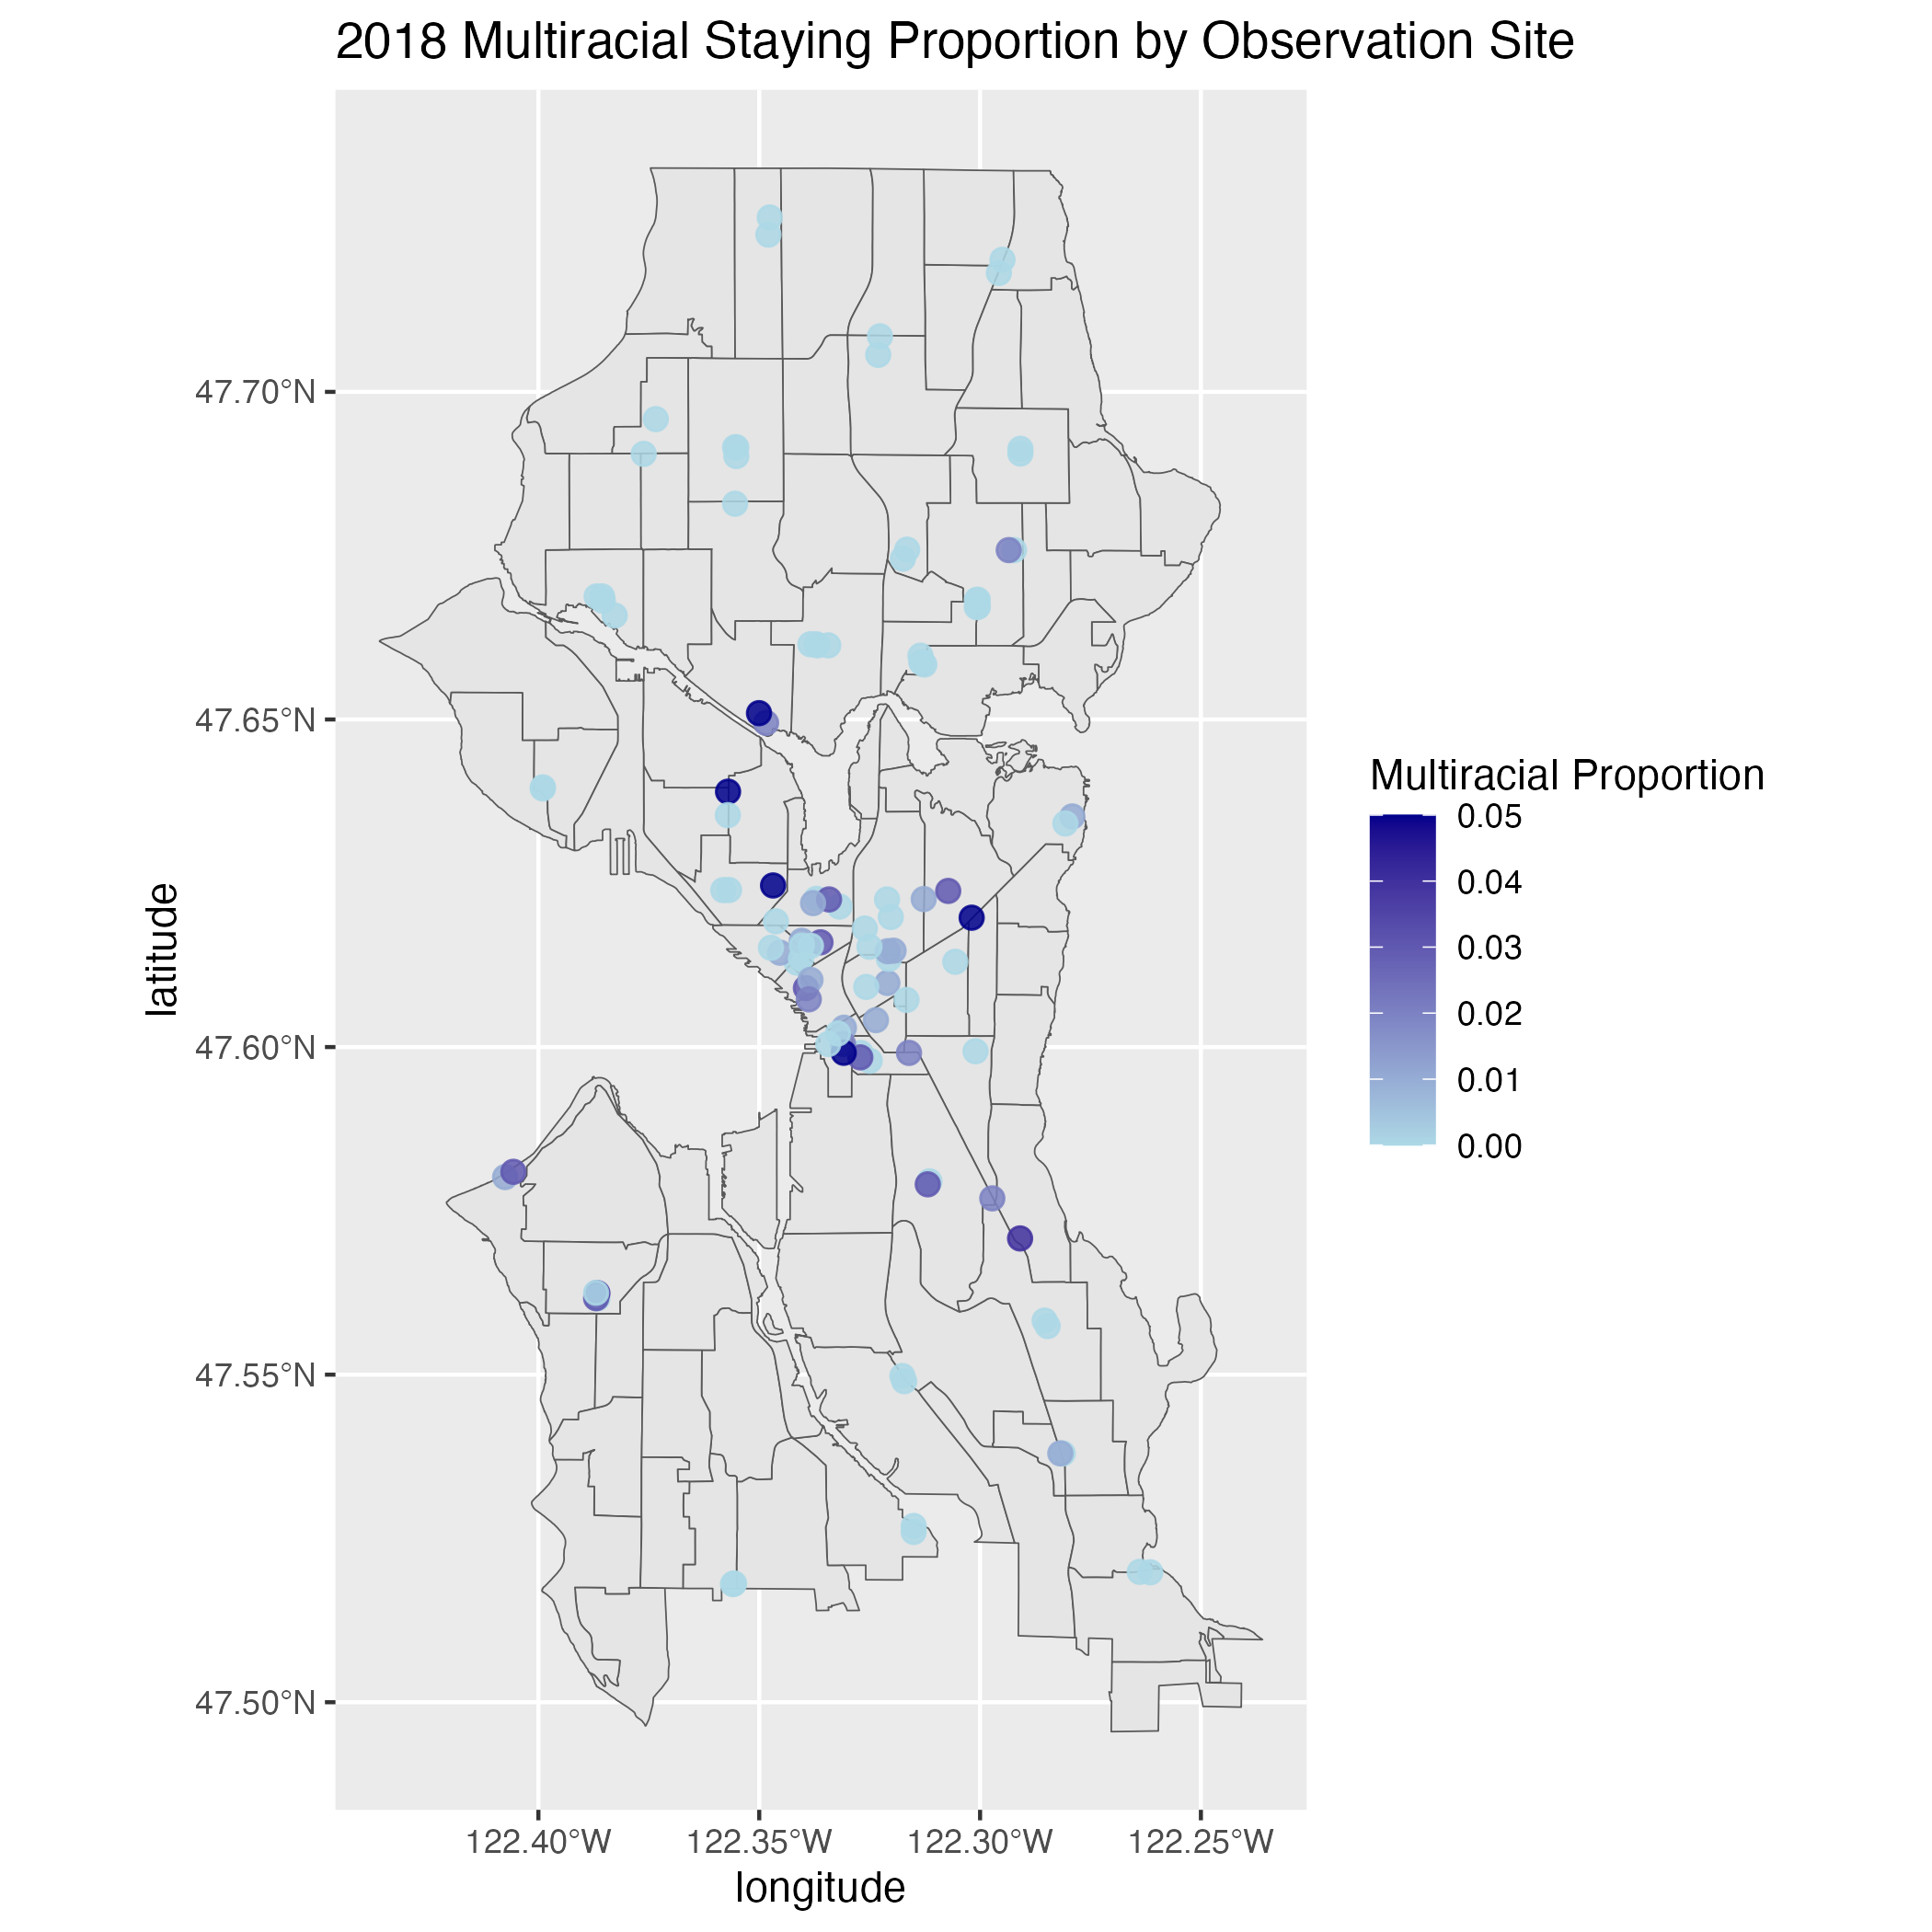 2018 Multiracial Staying Proportion by Observation Site
47.70°N
47.65°N
47.60°N
47.55°N
47.50°N
latitude
122.40°W 122.35°W 122.30°W 122.25°W
longitude
Multiracial Proportion
0.05
0.04
0.03
0.02
0.01
0.00